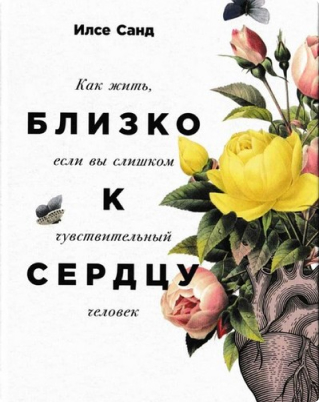 Илсе Санд
Как жить,
БЛИЗКО
если вы слишком
К
чувствительный
СЕРДЦУ
человек